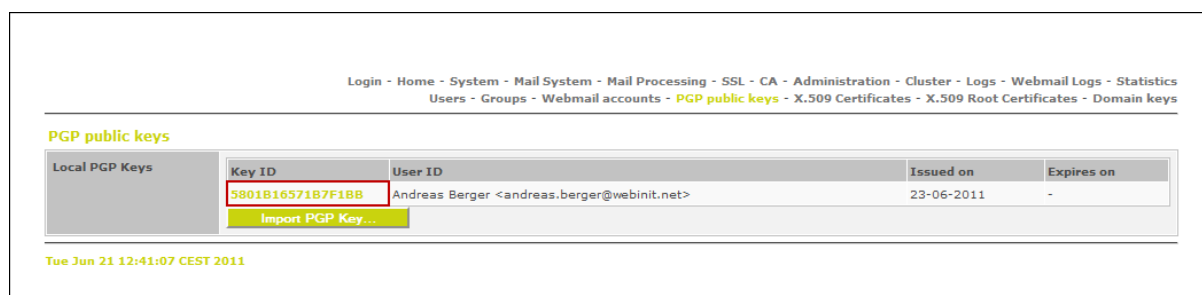 Login - Home - System - Mail System - Mail Processing - SSL - CA - Administration - Cluster - Logs - Webmail Logs - Statistics
Users - Groups - Webmail accounts - PGP public keys - X.509 Certificates - X.509 Root Certificates - Domain keys
PGP public keys
Local PGP Keys
Key ID User ID Issued on Expires on
5801B16571B7F1BB Andreas Berger <andreas.berger@webinit.net> 23-06-2011 -
Import PGP Key...
Tue Jun 21 12:41:07 CEST 2011